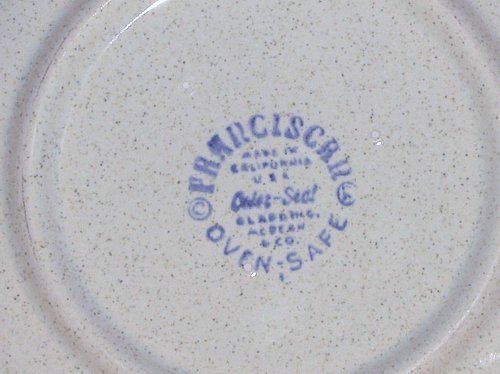 © FRANCISCAN ®
MADE IN
CALIFORNIA
U.S.A.
Color-Seal
GLADDING,
McBEAN
& CO.
OVEN-SAFE